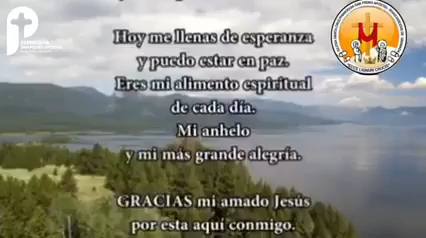 Hoy me llenas de esperanza
y puedo estar en paz.
Eres mi alimento espiritual
de cada día.
Mi anhelo
y mi más grande alegría.
GRACIAS mi amado Jesús
por esta aquí conmigo.